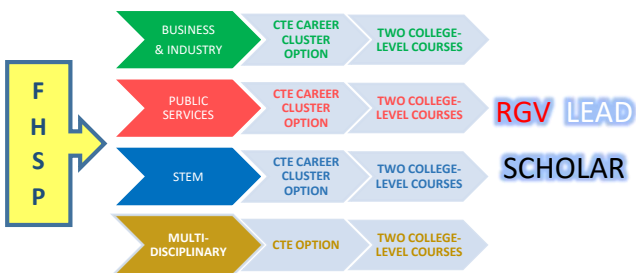 F
H
S
P
BUSINESS
& INDUSTRY
CTE CAREER
CLUSTER
OPTION
TWO COLLEGE-
LEVEL COURSES
PUBLIC
SERVICES
CTE CAREER
CLUSTER
OPTION
TWO COLLEGE-
LEVEL COURSES
STEM
CTE CAREER
CLUSTER
OPTION
TWO COLLEGE-
LEVEL COURSES
MULTI-
DISCIPLINARY
CTE OPTION
TWO COLLEGE-
LEVEL COURSES
RGV LEAD
SCHOLAR